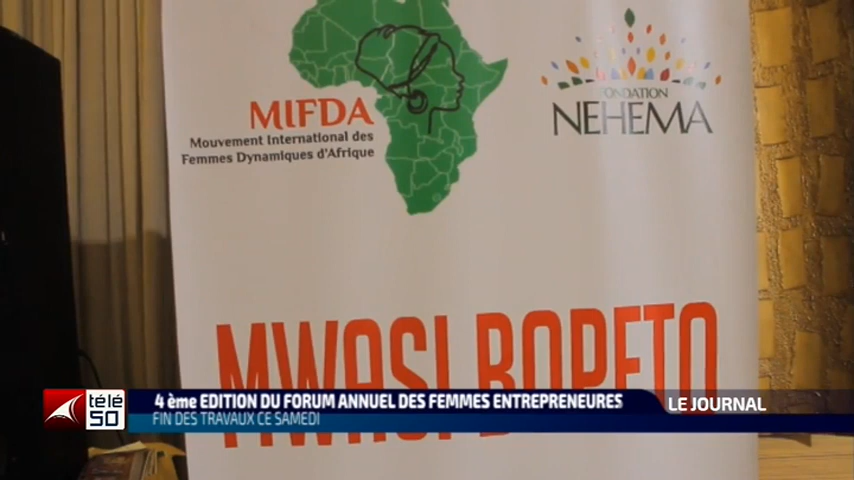 MIFDA
Mouvement International des
Femmes Dynamiques d'Afrique
FONDATION
NEHEMA
MWASI BOPETO
télé
50
4 ème EDITION DU FORUM ANNUEL DES FEMMES ENTREPRENEURES
LE JOURNAL
FIN DES TRAVAUX CE SAMEDI